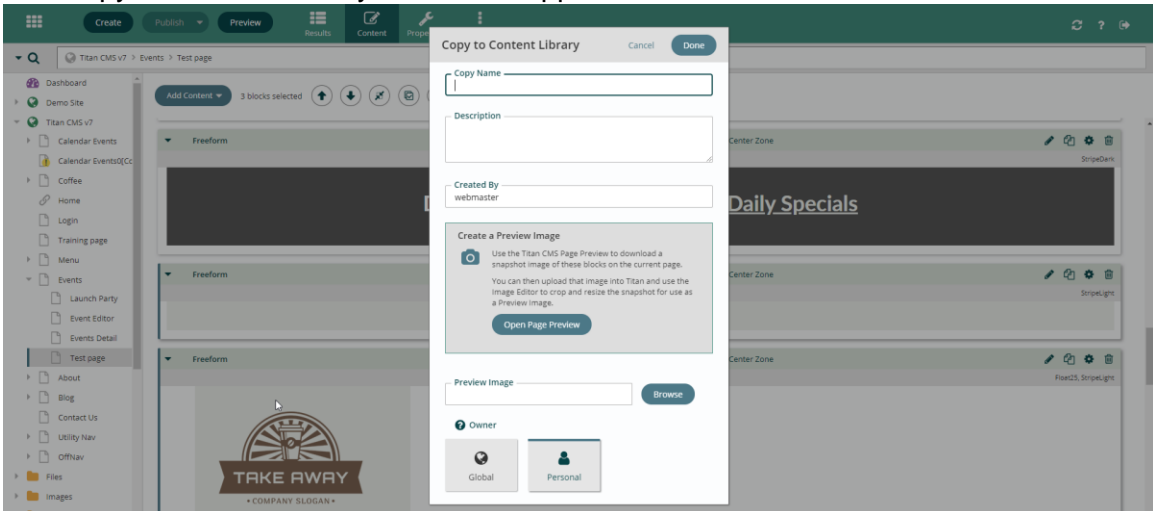 Create
Publish
Preview
Results
Content
Titan CMS v7 > Events > Test page
Dashboard
Demo Site
Titan CMS v7
Calendar Events
Coffee
Home
Login
Training page
Menu
Events
Launch Party
Event Editor
Events Detail
Test page
About
Blog
Contact Us
Utility Nav
OffNav
Files
Images
Add Content
3 blocks selected
Freeform
Center Zone
StripeDark
Daily Specials
Freeform
Center Zone
StripeLight
Freeform
Center Zone
Float25, StripeLight
TAKE AWAY
• COMPANY SLOGAN •
Copy to Content Library
Cancel
Done
Copy Name
Description
Created By
webmaster
Create a Preview Image
Use the Titan CMS Page Preview to download a
snapshot image of these blocks on the current page.
You can then upload that image into Titan and use the
Image Editor to crop and resize the snapshot for use as
a Preview Image.
Open Page Preview
Preview Image
Browse
Owner
Global
Personal